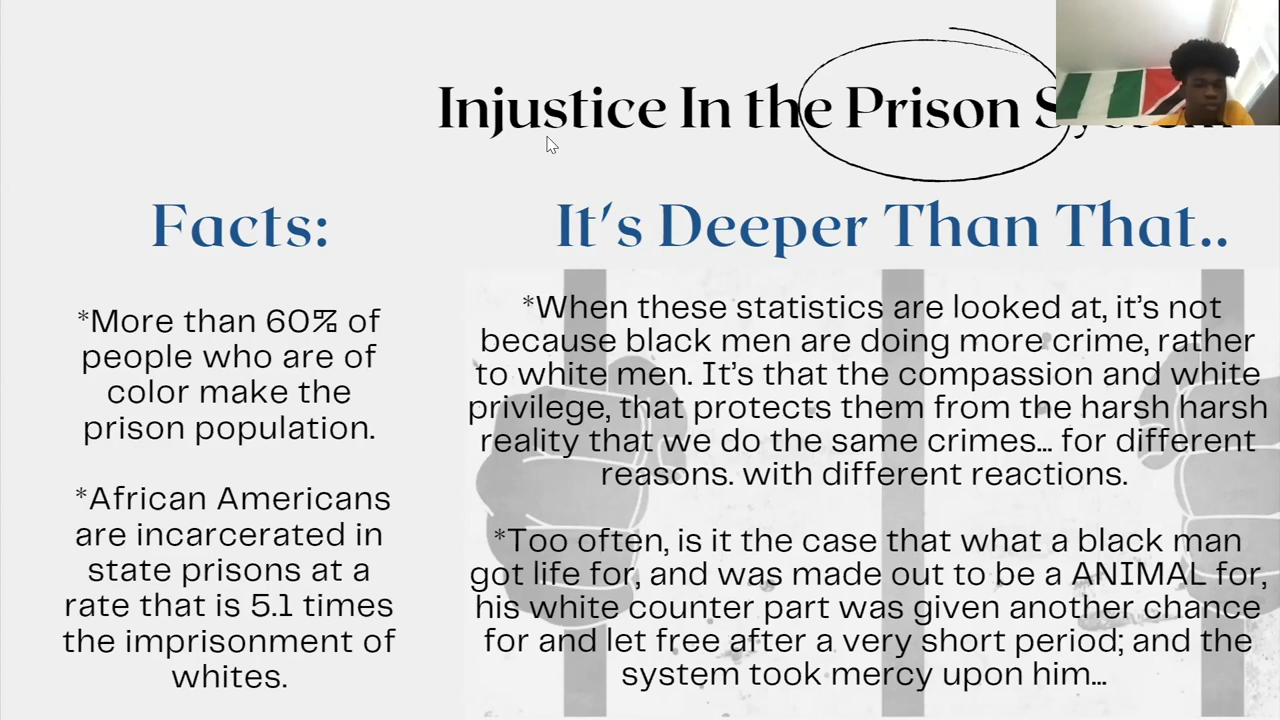 Injustice In the Prison System
Facts:
*More than 60% of
people who are of
color make the
prison population.
*African Americans
are incarcerated in
state prisons at a
rate that is 5.1 times
the imprisonment of
whites.
It's Deeper Than That..
*When these statistics are looked at, it's not
because black men are doing more crime, rather
to white men. It's that the compassion and white
privilege, that protects them from the harsh harsh
reality that we do the same crimes... for different
reasons. with different reactions.
*Too often, is it the case that what a black man
got life for, and was made out to be a ANIMAL for,
his white counter part was given another chance
for and let free after a very short period; and the
system took mercy upon him...